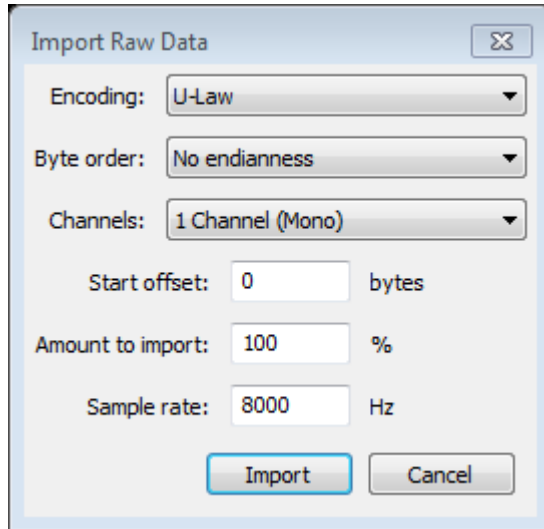 Import Raw Data
Encoding: U-Law
Byte order: No endianness
Channels: 1 Channel (Mono)
Start offset: 0 bytes
Amount to import: 100 %
Sample rate: 8000 Hz
Import Cancel